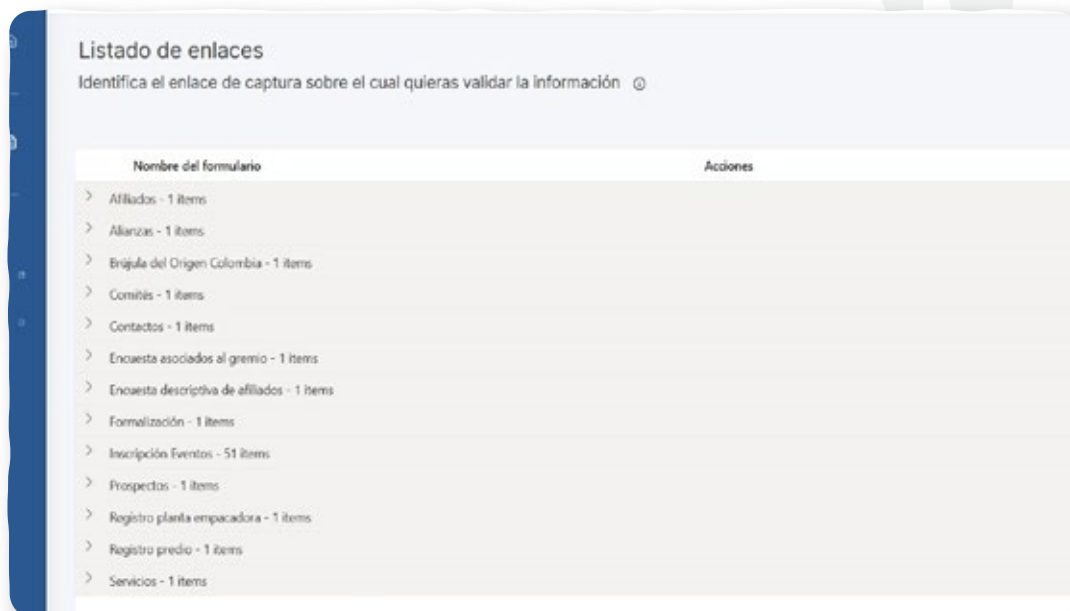 Listado de enlaces
Identifica el enlace de captura sobre el cual quieras validar la información
Nombre del formulario Acciones
Afiliados - 1 items
Alianzas - 1 items
Brújula del Origen Colombia - 1 items
Comités - 1 items
Contactos - 1 items
Encuesta asociados al gremio - 1 items
Encuesta descriptiva de afiliados - 1 items
Formalización - 1 items
Inscripción Eventos - 51 items
Prospectos - 1 items
Registro planta empacadora - 1 items
Registro predio - 1 items
Servicios - 1 items